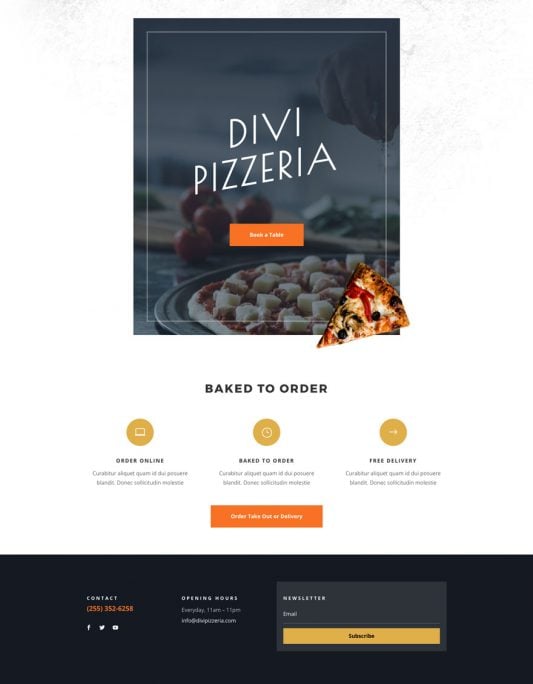 DIVI
PIZZERIA
Book a Table
BAKED TO ORDER
ORDER ONLINE
Curabitur aliquet quam id dui posuere
blandit. Donec sollicitudin molestie
BAKED TO ORDER
Curabitur aliquet quam id dui posuere
blandit. Donec sollicitudin molestie
FREE DELIVERY
Curabitur aliquet quam id dui posuere
blandit. Donec sollicitudin molestie
Order Take Out or Delivery
CONTACT
(255) 352-6258
OPENING HOURS
Everyday, 11am – 11pm
info@divipizzeria.com
NEWSLETTER
Email
Subscribe